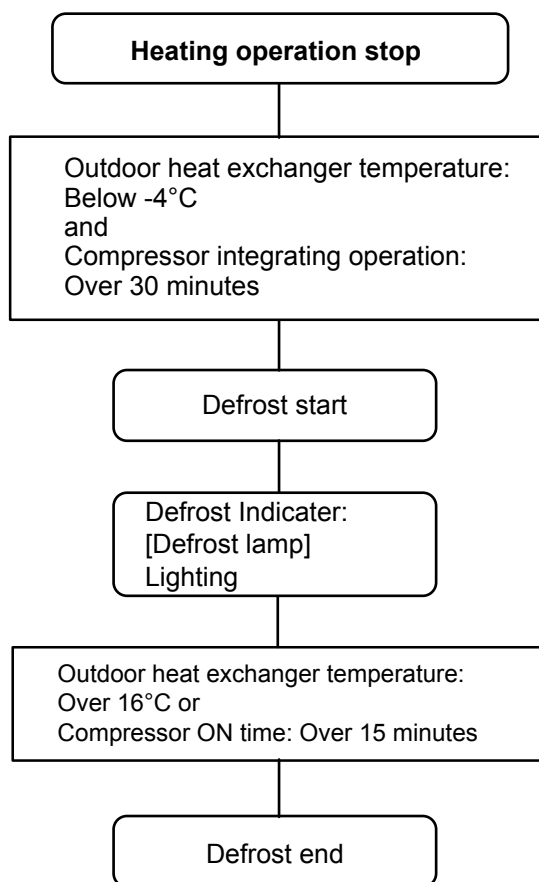 Heating operation stop
Outdoor heat exchanger temperature:
Below -4°C
and
Compressor integrating operation:
Over 30 minutes
Defrost start
Defrost Indicater:
[Defrost lamp]
Lighting
Outdoor heat exchanger temperature:
Over 16°C or
Compressor ON time: Over 15 minutes
Defrost end